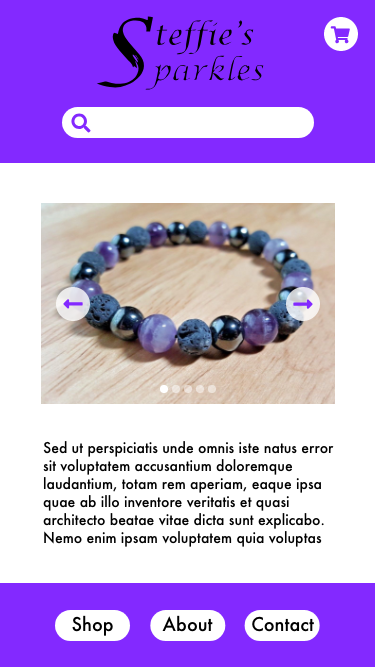 Steffie's
Sparkles
Sed ut perspiciatis unde omnis iste natus error
sit voluptatem accusantium doloremque
laudantium, totam rem aperiam, eaque ipsa
quae ab illo inventore veritatis et quasi
architecto beatae vitae dicta sunt explicabo.
Nemo enim ipsam voluptatem quia voluptas
Shop
About
Contact